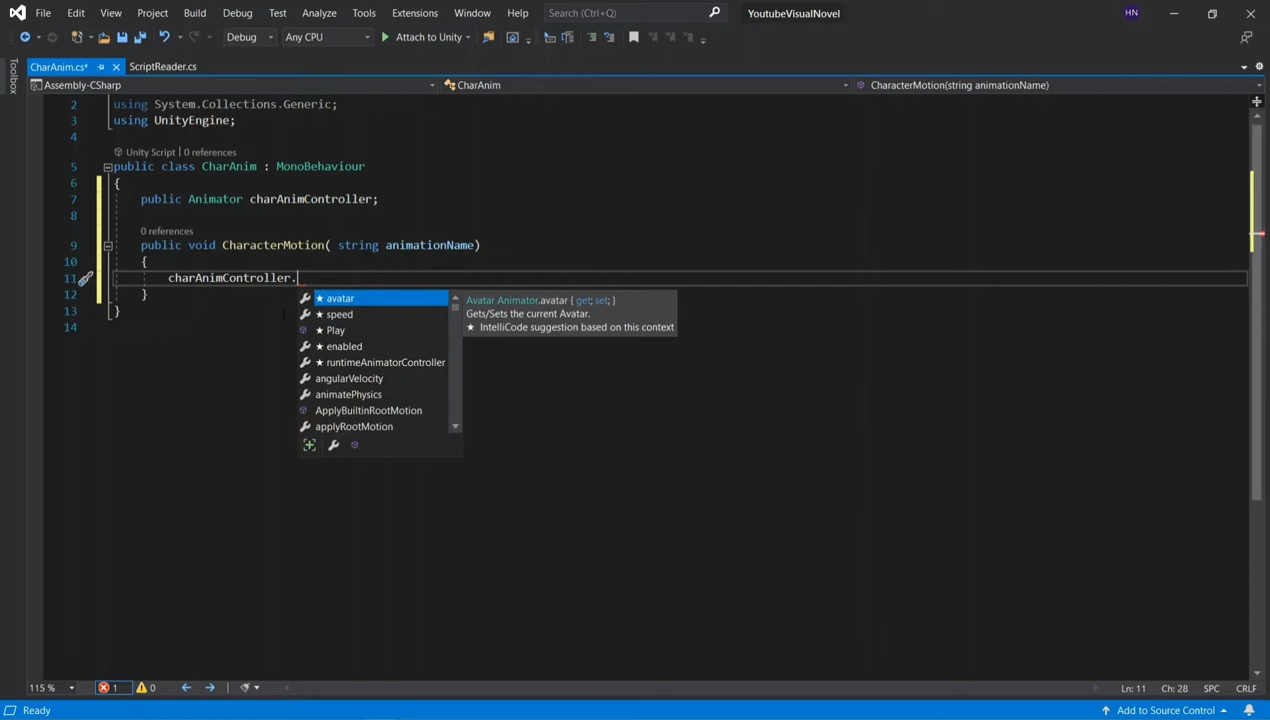 File Edit View Project Build Debug Test Analyze Tools Extensions Window Help Search (Ctrl+Q) YoutubeVisualNovel HN
Debug Any CPU Attach to Unity
CharAnim.cs* ScriptReader.cs
Toolbox
Assembly-CSharp CharAnim CharacterMotion(string animationName)
2 using System.Collections.Generic;
3 using UnityEngine;
4
Unity Script | 0 references
5 public class CharAnim : MonoBehaviour
6 {
7 public Animator charAnimController;
8
0 references
9 public void CharacterMotion( string animationName)
10 {
11 charAnimController.
12 }
13 }
14
★ avatar
★ speed
★ Play
★ enabled
★ runtimeAnimatorController
angularVelocity
animatePhysics
ApplyBuiltinRootMotion
applyRootMotion
Avatar Animator.avatar { get; set; }
Gets/Sets the current Avatar.
★ IntelliCode suggestion based on this context
115 % 1 0 Ln: 11 Ch: 28 SPC CRLF
Ready Add to Source Control